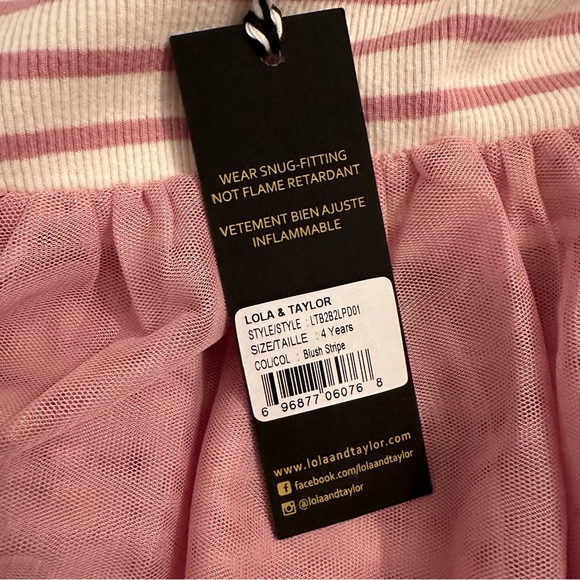 WEAR SNUG-FITTING
NOT FLAME RETARDANT
VETEMENT BIEN AJUSTE
INFLAMMABLE
LOLA & TAYLOR
STYLE/STYLE : LTB2B2LPD01
SIZE/TAILLE : 4 Years
COL/COL : Blush Stripe
6 96877 06076 8
www.lolaandtaylor.com
facebook.com/lolaandtaylor
@lolaandtaylor